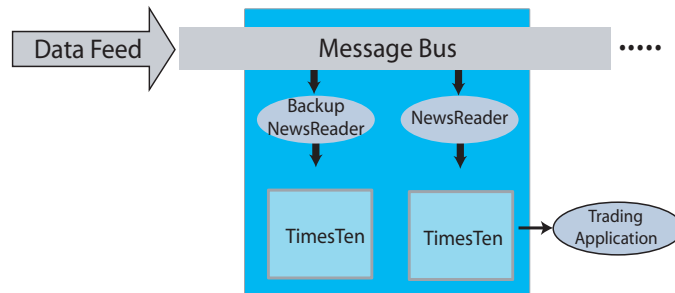 Data Feed
Message Bus
.....
Backup
NewsReader
NewsReader
TimesTen
TimesTen
Trading
Application